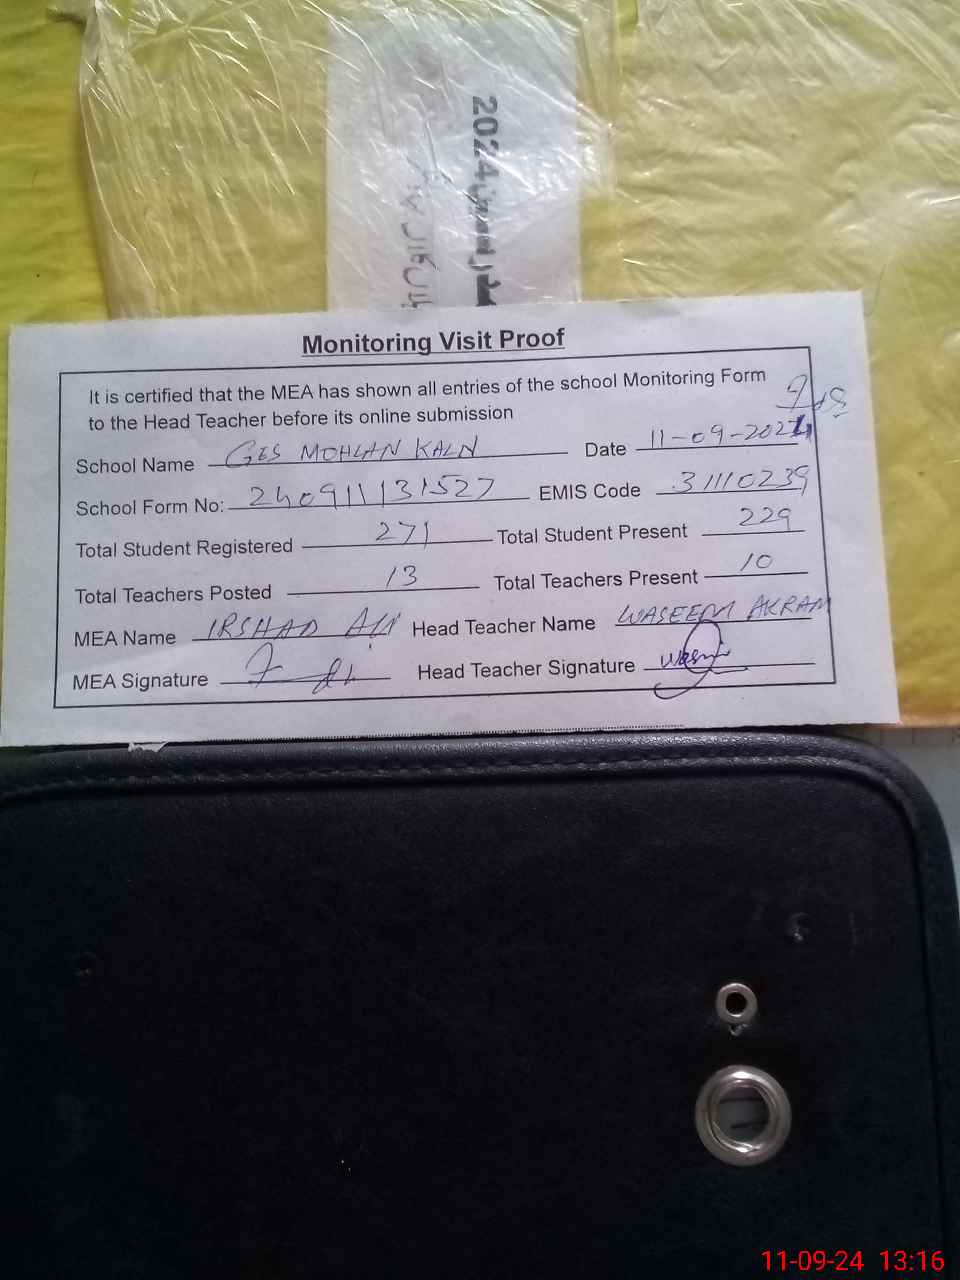 2024
Monitoring Visit Proof
It is certified that the MEA has shown all entries of the school Monitoring Form
to the Head Teacher before its online submission
School Name GES MOHLAN KALN Date 11-09-2024
School Form No: 240911131527 EMIS Code 31110239
Total Student Registered 271 Total Student Present 229
Total Teachers Posted 13 Total Teachers Present 10
MEA Name IRSHAD ALI Head Teacher Name WASEEM AKRAM
MEA Signature Head Teacher Signature
11-09-24 13:16